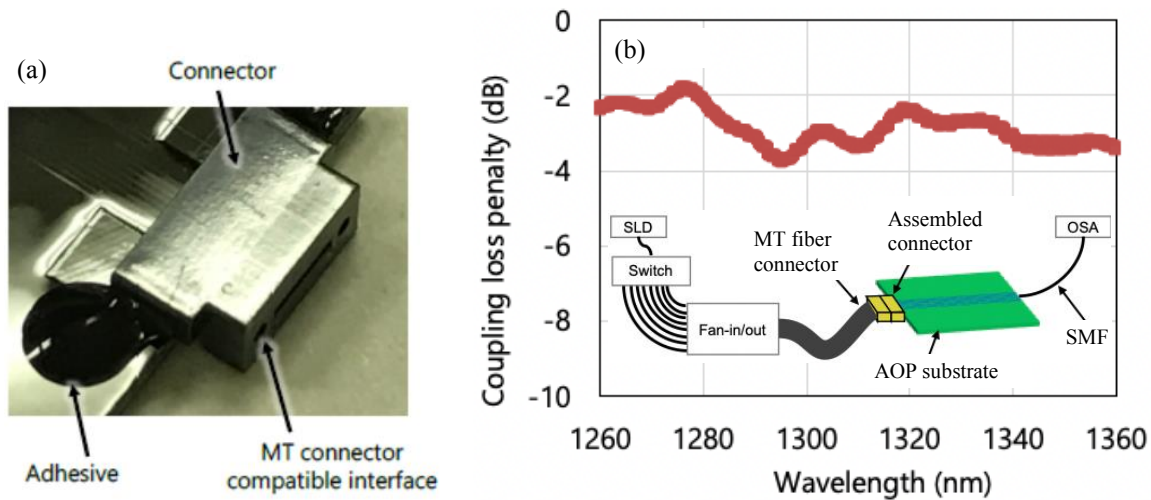 (a)
Connector
Adhesive
MT connector
compatible interface
(b)
Coupling loss penalty (dB)
0
-2
-4
-6
-8
-10
SLD
Switch
Fan-in/out
MT fiber
connector
Assembled
connector
OSA
SMF
AOP substrate
1260
1280
1300
1320
1340
1360
Wavelength (nm)